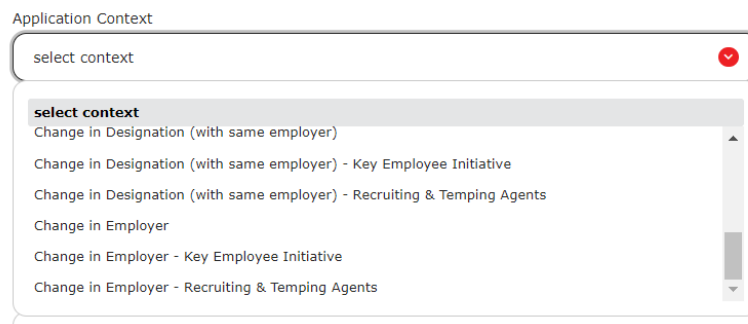 Application Context
select context
select context
Change in Designation (with same employer)
Change in Designation (with same employer) - Key Employee Initiative
Change in Designation (with same employer) - Recruiting & Temping Agents
Change in Employer
Change in Employer - Key Employee Initiative
Change in Employer - Recruiting & Temping Agents